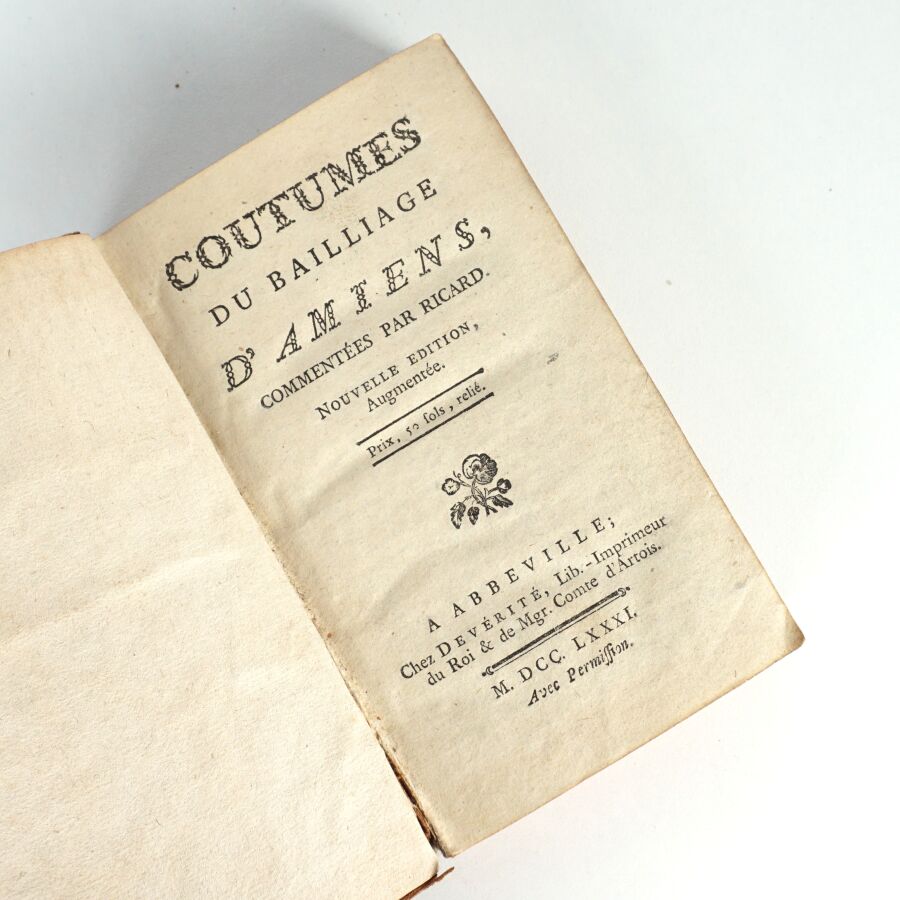 COUTUMES
DU BAILLIAGE
D'AMIENS,
COMMENTÉES PAR RICARD.
NOUVELLE EDITION,
Augmentée.
Prix, 50 ſols, relié.
A ABBEVILLE;
Chez DEVÉRITÉ, Lib.-Imprimeur
du Roi & de Mgr. Comte d'Artois.
M. DCC. LXXXI.
Avec Permiſſion.